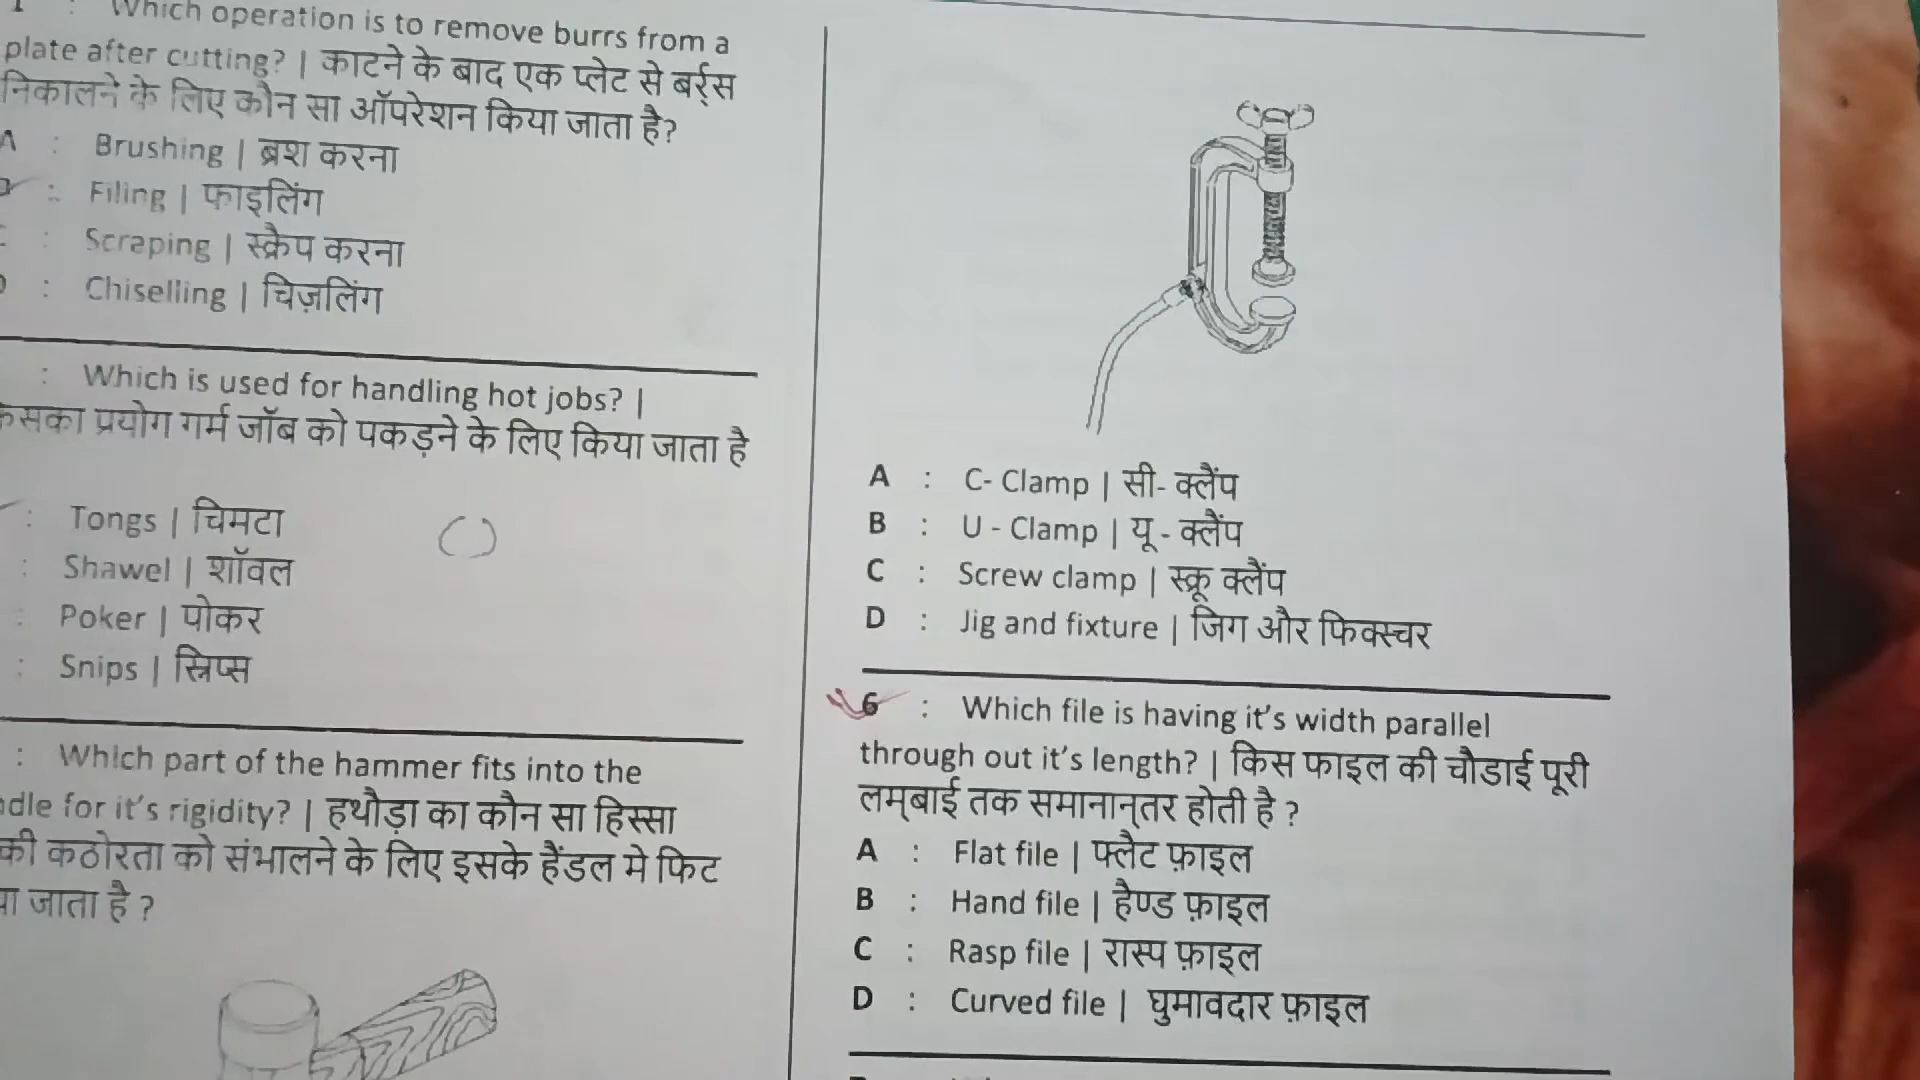 1 : Which operation is to remove burrs from a
plate after cutting? | काटने के बाद एक प्लेट से बर्र्स
निकालने के लिए कौन सा ऑपरेशन किया जाता है?
A : Brushing | ब्रश करना
: Filing | फाइलिंग
: Scraping | स्क्रैप करना
: Chiselling | चिज़लिंग
: Which is used for handling hot jobs? |
प्रयोग गर्म जॉब को पकड़ने के लिए किया जाता है
: Tongs | चिमटा
: Shawel | शॉवल
: Poker | पोकर
: Snips | स्निप्स
: Which part of the hammer fits into the
for it's rigidity? | हथौड़ा का कौन सा हिस्सा
की कठोरता को संभालने के लिए इसके हैंडल मे फिट
जाता है ?
A : C- Clamp | सी- क्लैंप
B : U - Clamp | यू - क्लैंप
C : Screw clamp | स्क्रू क्लैंप
D : Jig and fixture | जिग और फिक्स्चर
6 : Which file is having it's width parallel
through out it's length? | किस फाइल की चौडाई पूरी
लम्‌बाई तक समानान्‌तर होती है ?
A : Flat file | फ्लैट फ़ाइल
B : Hand file | हैण्ड फ़ाइल
C : Rasp file | रास्प फ़ाइल
D : Curved file | घुमावदार फ़ाइल